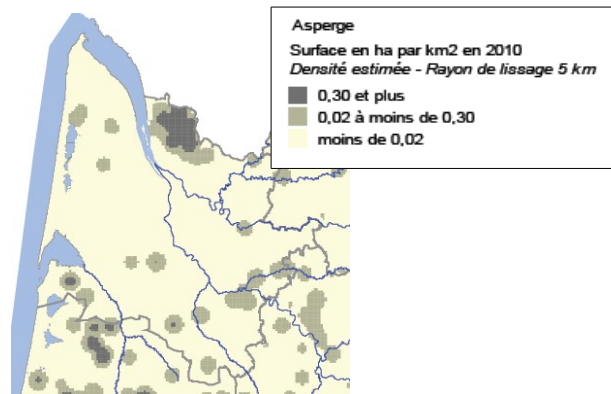 Asperge
Surface en ha par km2 en 2010
Densité estimée - Rayon de lissage 5 km
0,30 et plus
0,02 à moins de 0,30
moins de 0,02